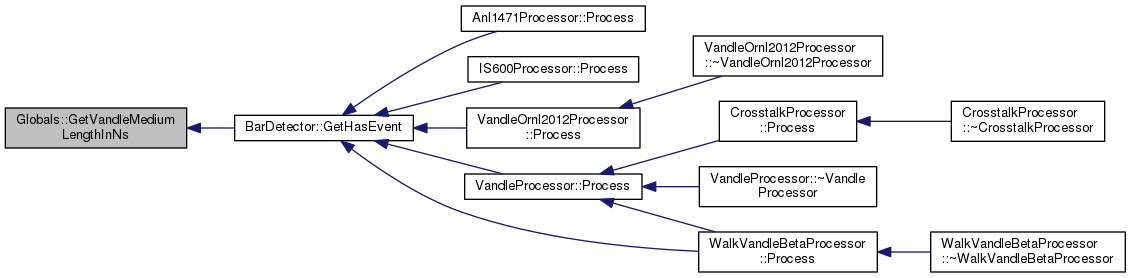 Globals::GetVandleMedium
LengthInNs
BarDetector::GetHasEvent
Anl1471Processor::Process
IS600Processor::Process
VandleOrnl2012Processor
::Process
VandleProcessor::Process
VandleOrnl2012Processor
::~VandleOrnl2012Processor
CrosstalkProcessor
::Process
VandleProcessor::~Vandle
Processor
WalkVandleBetaProcessor
::Process
CrosstalkProcessor
::~CrosstalkProcessor
WalkVandleBetaProcessor
::~WalkVandleBetaProcessor